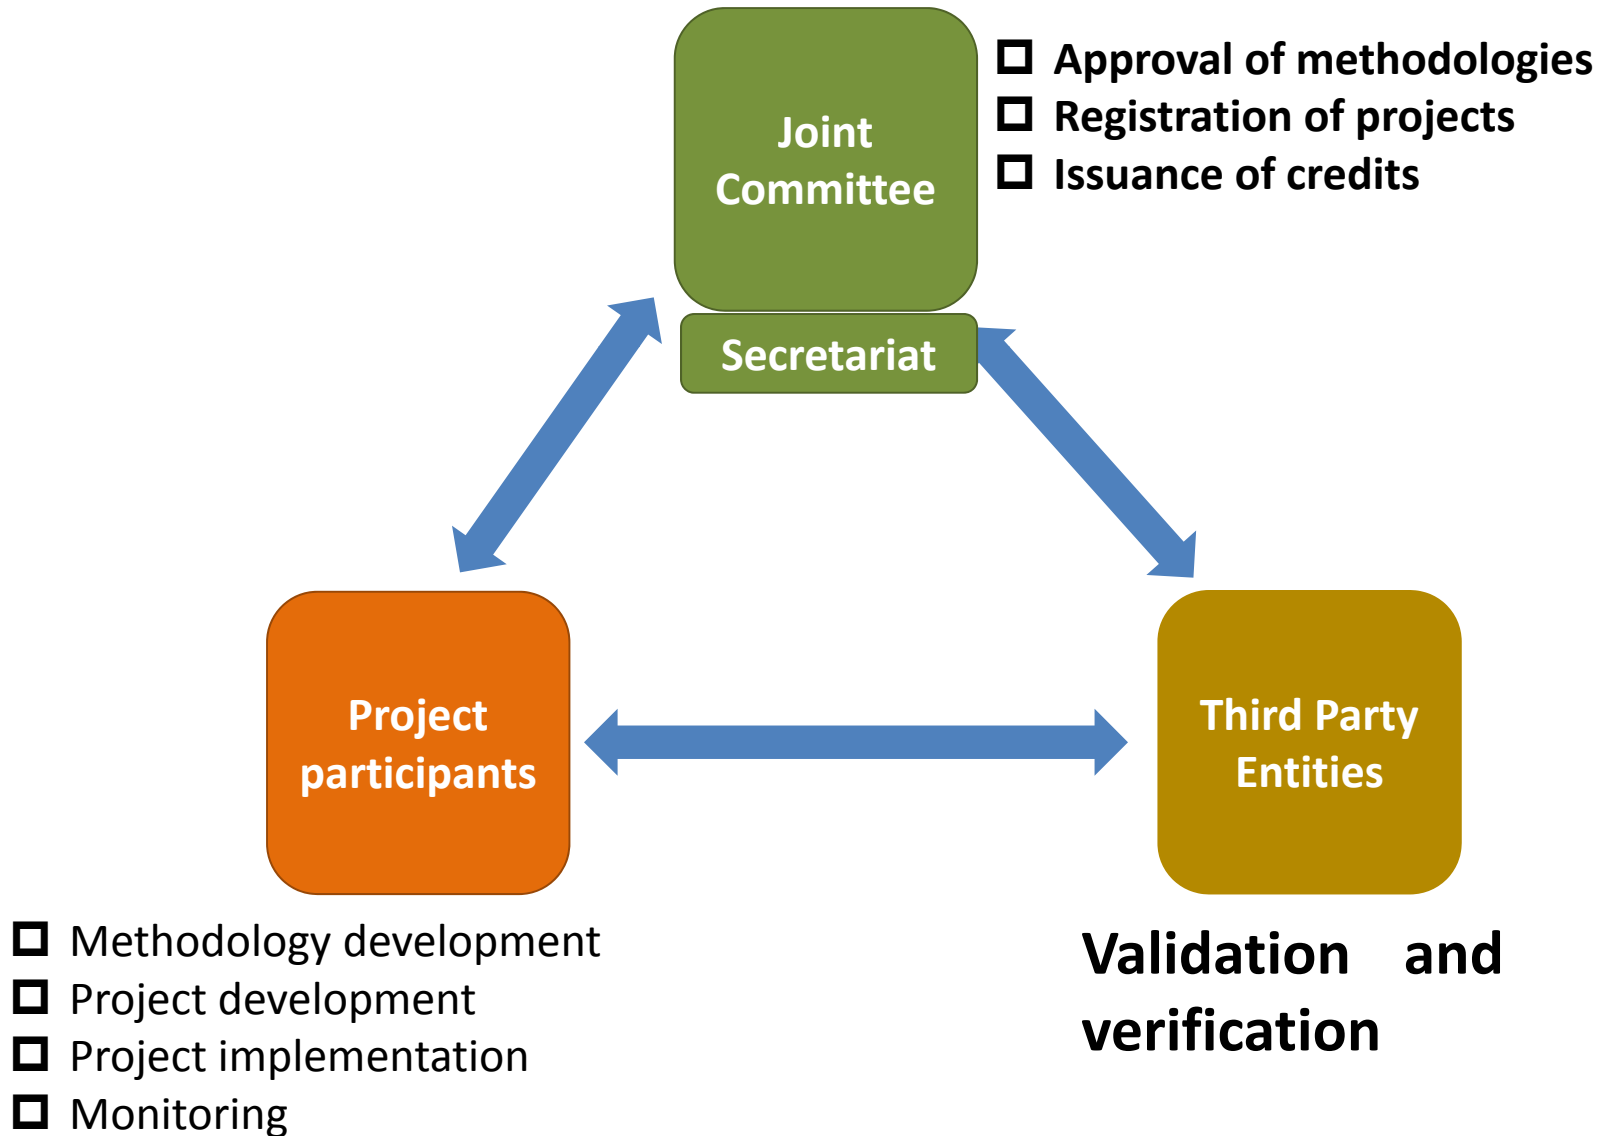 Joint
Committee
Approval of methodologies
Registration of projects
Issuance of credits
Secretariat
Project
participants
Third Party
Entities
Methodology development
Project development
Project implementation
Monitoring
Validation and
verification